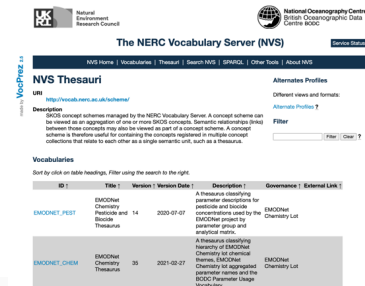 Natural
Environment
Research Council
National Oceanography Centre
British Oceanographic Data
Centre BODC
The NERC Vocabulary Server (NVS)
Service Status
NVS Home | Vocabularies | Thesauri | Search NVS | SPARQL | Other Tools | About NVS
made by VocPrez
NVS Thesauri
Alternates Profiles
URI
Different views and formats:
http://vocab.nerc.ac.uk/scheme/
Alternate Profiles ?
Description
SKOS concept schemes managed by the NERC Vocabulary Server. A concept scheme can
be viewed as an aggregation of one or more SKOS concepts. Semantic relationships (links)
between those concepts may also be viewed as part of a concept scheme. A concept
scheme is therefore useful for containing the concepts registered in multiple concept
collections that relate to each other as a single semantic unit, such as a thesaurus.
Filter
Filter Clear ?
Vocabularies
Sort by click on table headings, Filter using the search to the right.
ID ↑ Title ↑ Version ↑ Version Date ↑ Description ↑ Governance ↑ External Link ↑
EMODNET_PEST
EMODNet
Chemistry
Pesticide and
Biocide
Thesaurus
14
2020-07-07
A thesaurus classifying
parameter descriptions for
pesticide and biocide
concentrations used by the
EMODNet project by
parameter group and
analytical matrix.
EMODNet
Chemistry Lot
EMODNET_CHEM
EMODNet
Chemistry
Thesaurus
35
2021-02-27
A thesaurus classifying
hierarchy of EMODNet
Chemistry lot chemical
themes, EMODNet
Chemistry lot aggregated
parameter names and the
BODC Parameter Usage
Vocabulary
EMODNet
Chemistry Lot